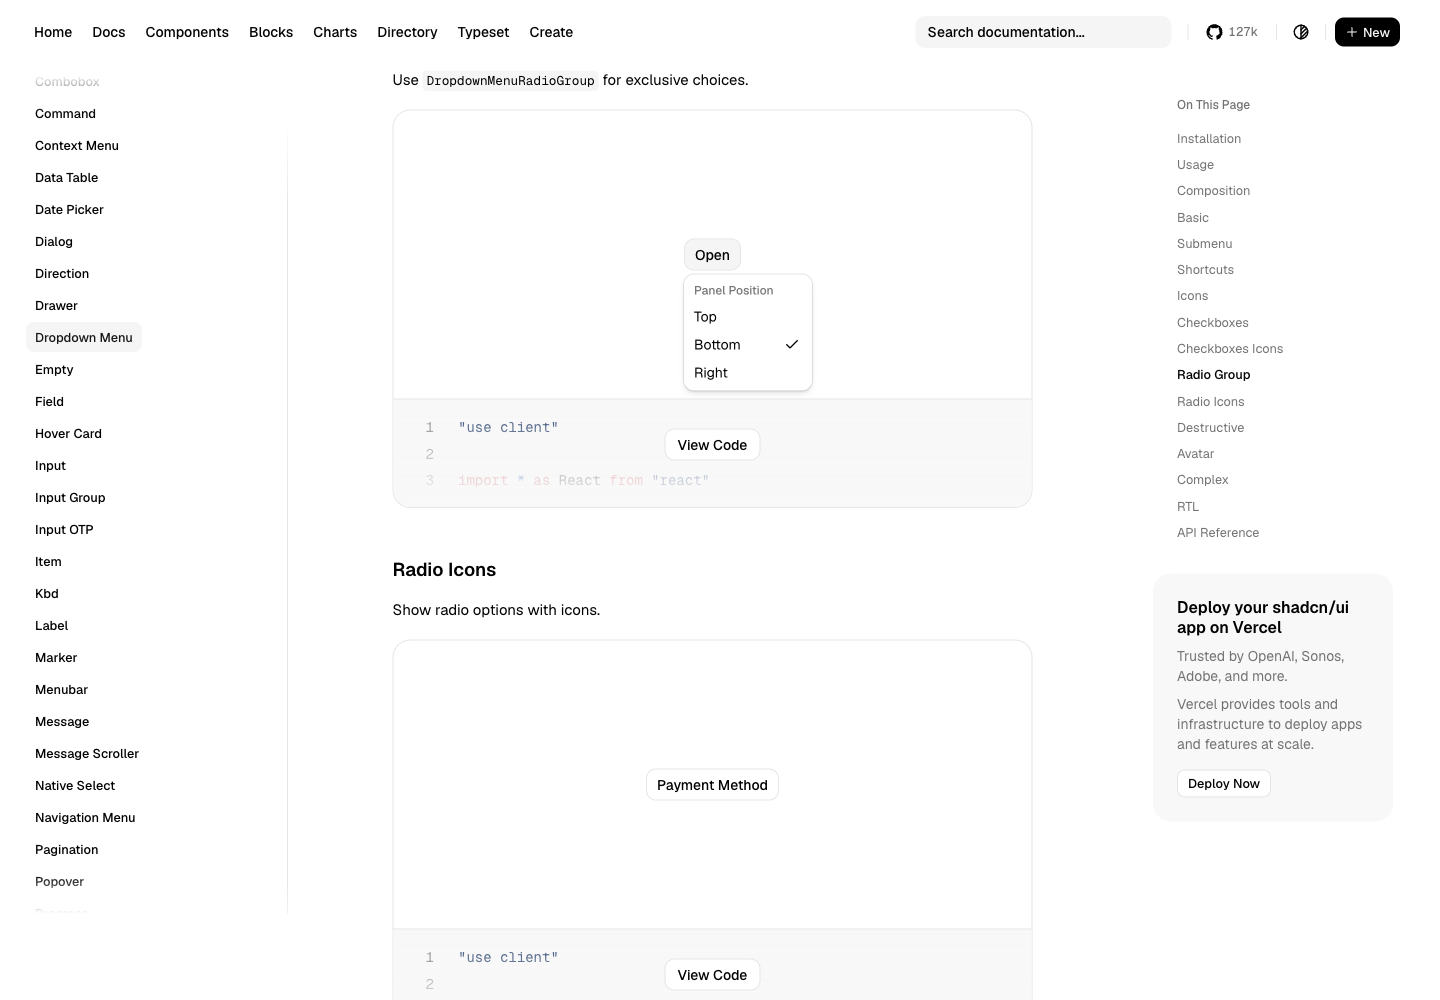 Home Docs Components Blocks Charts Directory Typeset Create
Search documentation...
127k
New
Combobox
Command
Context Menu
Data Table
Date Picker
Dialog
Direction
Drawer
Dropdown Menu
Empty
Field
Hover Card
Input
Input Group
Input OTP
Item
Kbd
Label
Marker
Menubar
Message
Message Scroller
Native Select
Navigation Menu
Pagination
Popover
Use DropdownMenuRadioGroup for exclusive choices.
Open
Panel Position
Top
Bottom
Right
1 "use client"
2
3 import * as React from "react"
View Code
Radio Icons
Show radio options with icons.
Payment Method
1 "use client"
2
View Code
On This Page
Installation
Usage
Composition
Basic
Submenu
Shortcuts
Icons
Checkboxes
Checkboxes Icons
Radio Group
Radio Icons
Destructive
Avatar
Complex
RTL
API Reference
Deploy your shadcn/ui
app on Vercel
Trusted by OpenAI, Sonos,
Adobe, and more.
Vercel provides tools and
infrastructure to deploy apps
and features at scale.
Deploy Now